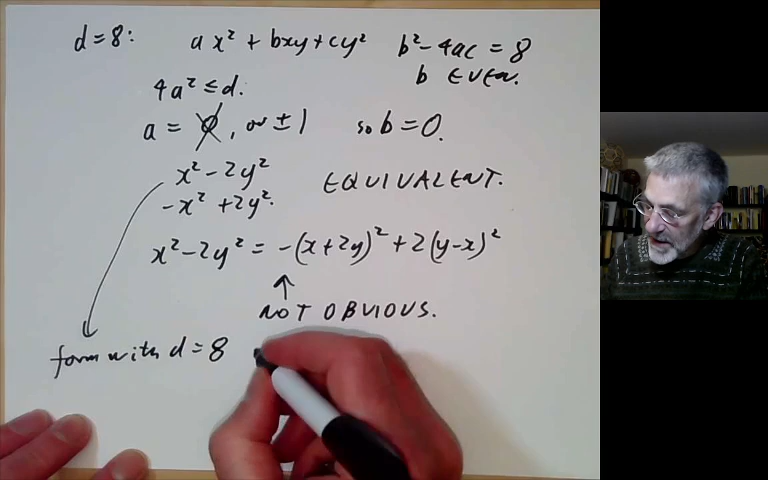 d=8: ax² + bxy + cy² b²-4ac = 8
b EVEN.
4a² ≤ d.
a = 0, or ±1 so b=0.
x² - 2y²
EQUIVALENT.
-x² + 2y².
x² - 2y² = -(x+2y)² + 2(y-x)²
↑
NOT OBVIOUS.
form with d=8